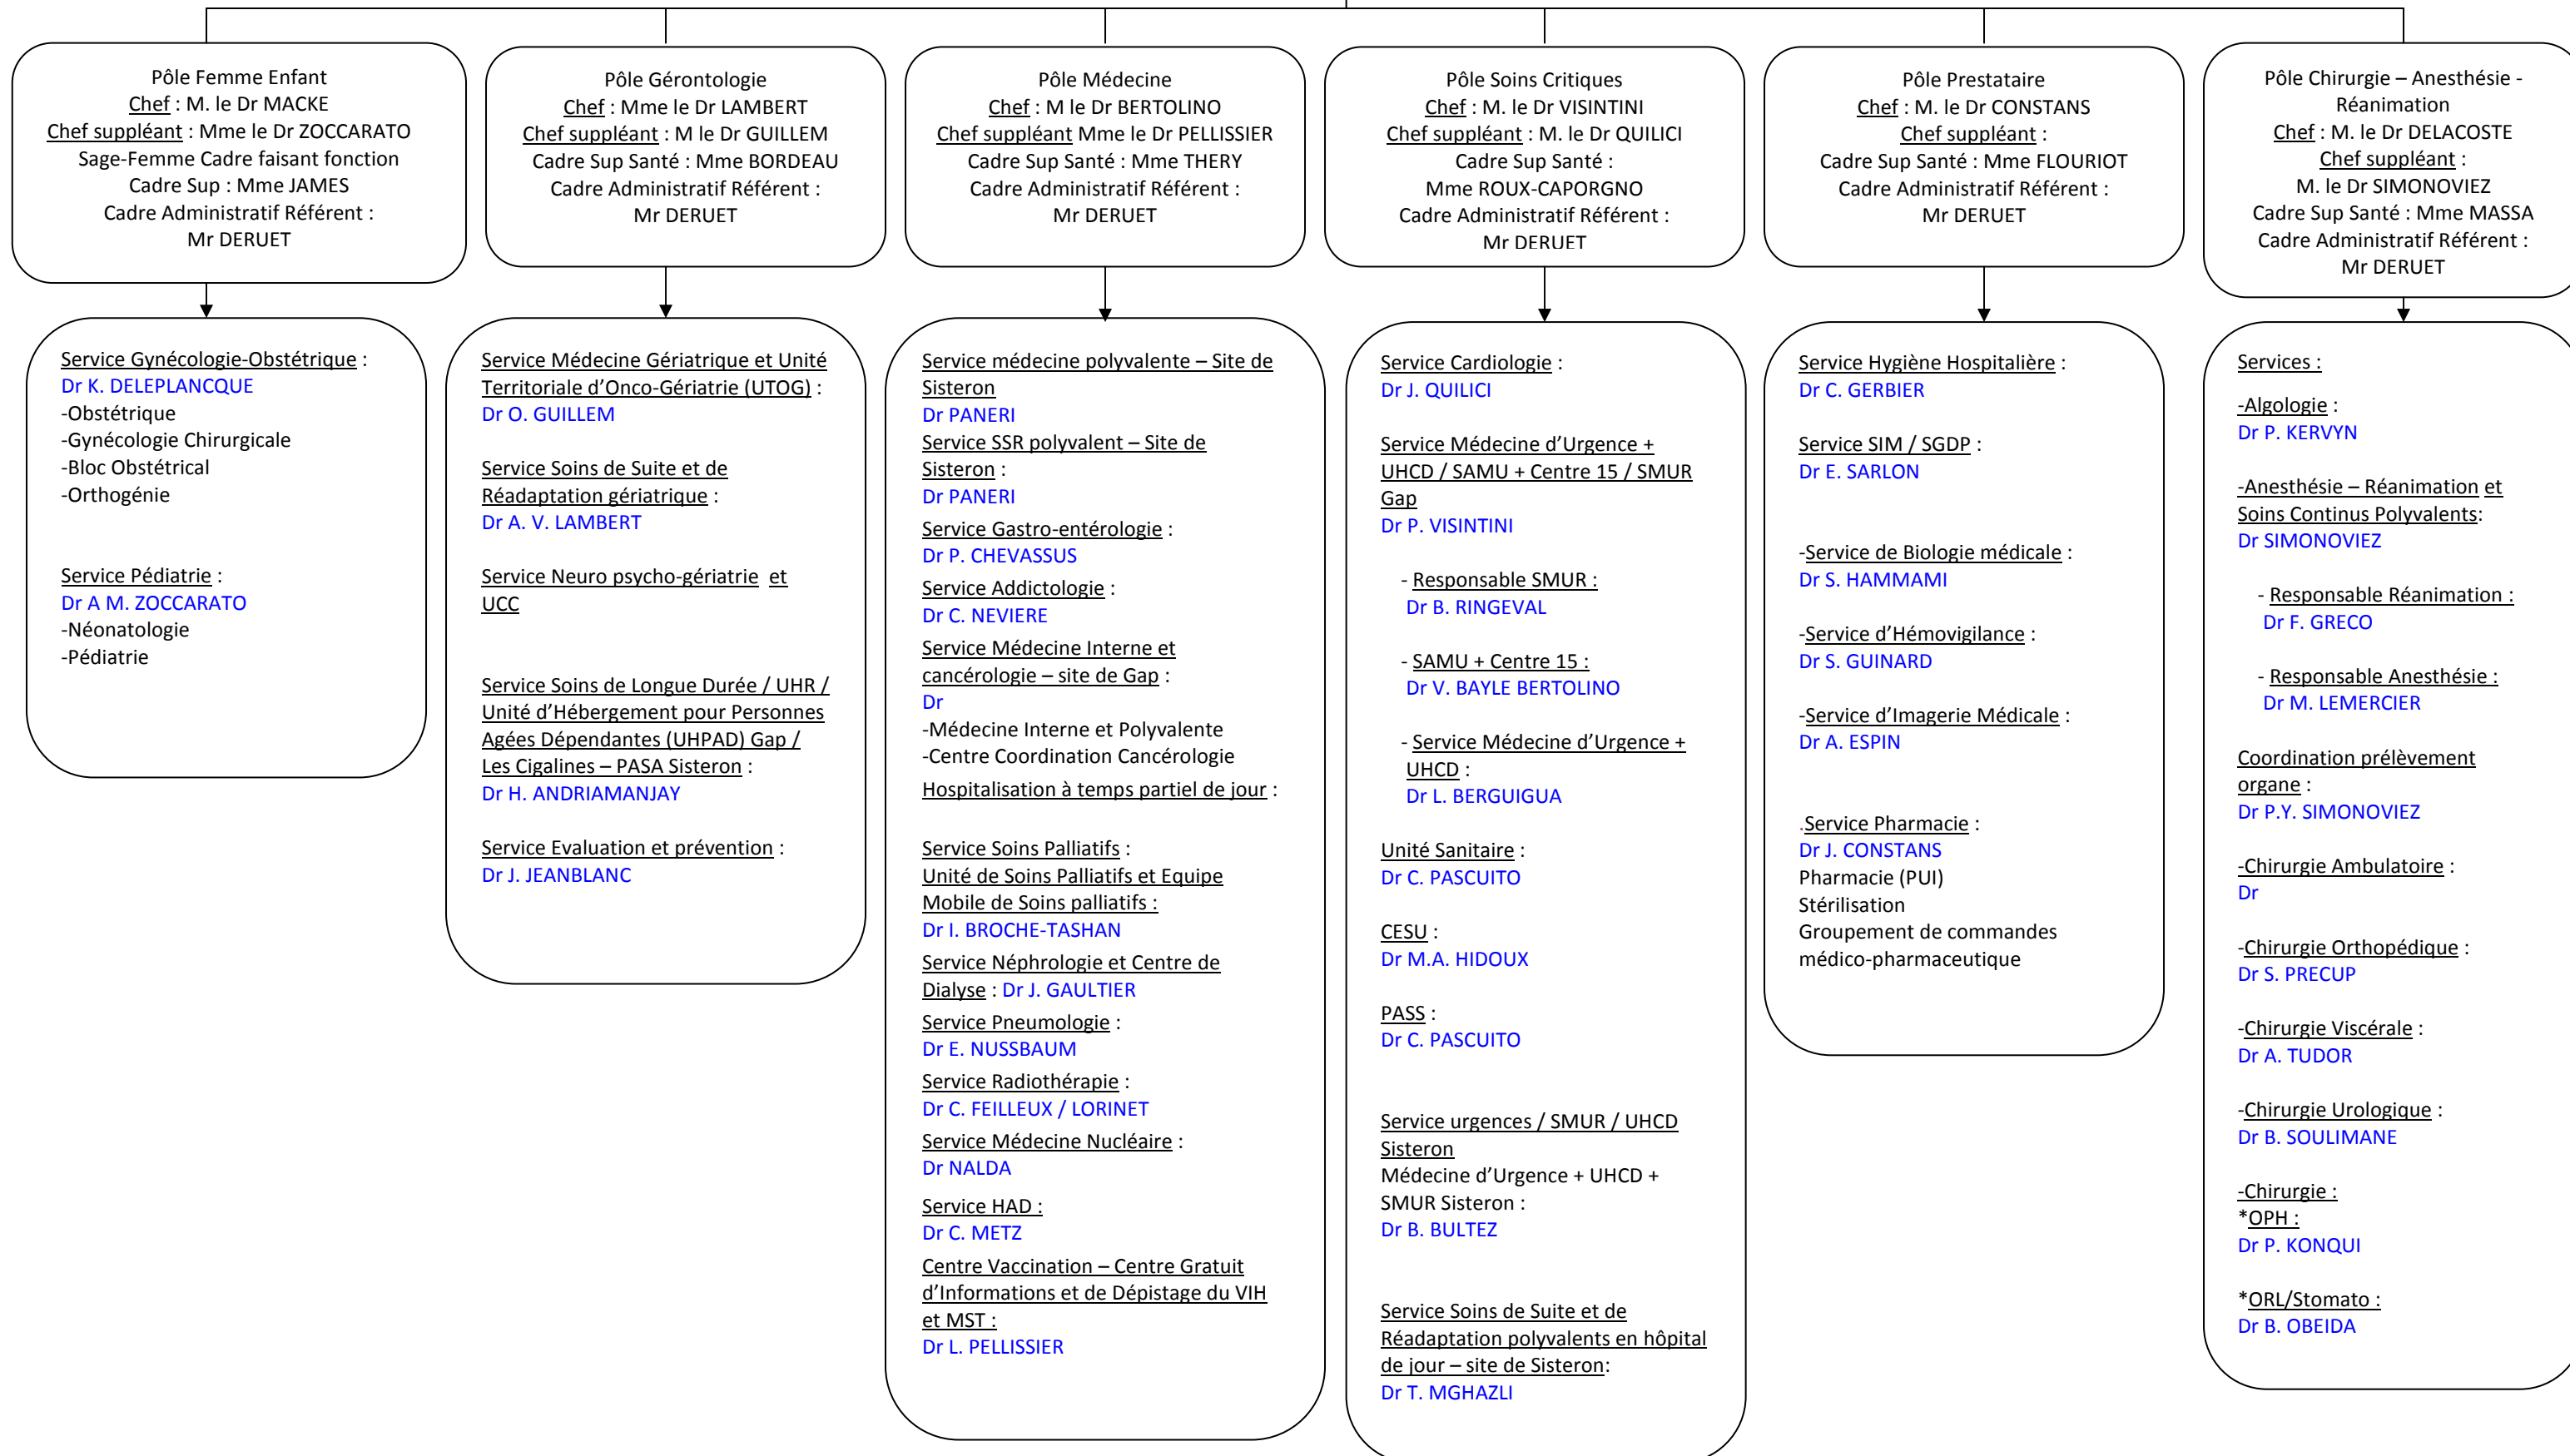 Pôle Femme Enfant
Chef : M. le Dr MACKE
Chef suppléant : Mme le Dr ZOCCARATO
Sage-Femme Cadre faisant fonction
Cadre Sup : Mme JAMES
Cadre Administratif Référent :
Mr DERUET
Pôle Gérontologie
Chef : Mme le Dr LAMBERT
Chef suppléant : M le Dr GUILLEM
Cadre Sup Santé : Mme BORDEAU
Cadre Administratif Référent :
Mr DERUET
Pôle Médecine
Chef : M le Dr BERTOLINO
Chef suppléant Mme le Dr PELLISSIER
Cadre Sup Santé : Mme THERY
Cadre Administratif Référent :
Mr DERUET
Pôle Soins Critiques
Chef : M. le Dr VISINTINI
Chef suppléant : M. le Dr QUILICI
Cadre Sup Santé :
Mme ROUX-CAPORGNO
Cadre Administratif Référent :
Mr DERUET
Pôle Prestataire
Chef : M. le Dr CONSTANS
Chef suppléant :
Cadre Sup Santé : Mme FLOURIOT
Cadre Administratif Référent :
Mr DERUET
Pôle Chirurgie – Anesthésie -
Réanimation
Chef : M. le Dr DELACOSTE
Chef suppléant :
M. le Dr SIMONOVIEZ
Cadre Sup Santé : Mme MASSA
Cadre Administratif Référent :
Mr DERUET
Service Gynécologie-Obstétrique :
Dr K. DELEPLANCQUE
-Obstétrique
-Gynécologie Chirurgicale
-Bloc Obstétrical
-Orthogénie
Service Pédiatrie :
Dr A M. ZOCCARATO
-Néonatologie
-Pédiatrie
Service Médecine Gériatrique et Unité
Territoriale d’Onco-Gériatrie (UTOG) :
Dr O. GUILLEM
Service Soins de Suite et de
Réadaptation gériatrique :
Dr A. V. LAMBERT
Service Neuro psycho-gériatrie et
UCC
Service Soins de Longue Durée / UHR /
Unité d’Hébergement pour Personnes
Agées Dépendantes (UHPAD) Gap /
Les Cigalines – PASA Sisteron :
Dr H. ANDRIAMANJAY
Service Evaluation et prévention :
Dr J. JEANBLANC
Service médecine polyvalente – Site de
Sisteron
Dr PANERI
Service SSR polyvalent – Site de
Sisteron :
Dr PANERI
Service Gastro-entérologie :
Dr P. CHEVASSUS
Service Addictologie :
Dr C. NEVIERE
Service Médecine Interne et
cancérologie – site de Gap :
Dr
-Médecine Interne et Polyvalente
-Centre Coordination Cancérologie
Hospitalisation à temps partiel de jour :
Service Soins Palliatifs :
Unité de Soins Palliatifs et Equipe
Mobile de Soins palliatifs :
Dr I. BROCHE-TASHAN
Service Néphrologie et Centre de
Dialyse : Dr J. GAULTIER
Service Pneumologie :
Dr E. NUSSBAUM
Service Radiothérapie :
Dr C. FEILLEUX / LORINET
Service Médecine Nucléaire :
Dr NALDA
Service HAD :
Dr C. METZ
Centre Vaccination – Centre Gratuit
d’Informations et de Dépistage du VIH
et MST :
Dr L. PELLISSIER
Service Cardiologie :
Dr J. QUILICI
Service Médecine d’Urgence +
UHCD / SAMU + Centre 15 / SMUR
Gap
Dr P. VISINTINI
- Responsable SMUR :
Dr B. RINGEVAL
- SAMU + Centre 15 :
Dr V. BAYLE BERTOLINO
- Service Médecine d’Urgence +
UHCD :
Dr L. BERGUIGUA
Unité Sanitaire :
Dr C. PASCUITO
CESU :
Dr M.A. HIDOUX
PASS :
Dr C. PASCUITO
Service urgences / SMUR / UHCD
Sisteron
Médecine d’Urgence + UHCD +
SMUR Sisteron :
Dr B. BULTEZ
Service Soins de Suite et de
Réadaptation polyvalents en hôpital
de jour – site de Sisteron:
Dr T. MGHAZLI
Service Hygiène Hospitalière :
Dr C. GERBIER
Service SIM / SGDP :
Dr E. SARLON
-Service de Biologie médicale :
Dr S. HAMMAMI
-Service d’Hémovigilance :
Dr S. GUINARD
-Service d’Imagerie Médicale :
Dr A. ESPIN
.Service Pharmacie :
Dr J. CONSTANS
Pharmacie (PUI)
Stérilisation
Groupement de commandes
médico-pharmaceutique
Services :
-Algologie :
Dr P. KERVYN
-Anesthésie – Réanimation et
Soins Continus Polyvalents:
Dr SIMONOVIEZ
- Responsable Réanimation :
Dr F. GRECO
- Responsable Anesthésie :
Dr M. LEMERCIER
Coordination prélèvement
organe :
Dr P.Y. SIMONOVIEZ
-Chirurgie Ambulatoire :
Dr
-Chirurgie Orthopédique :
Dr S. PRECUP
-Chirurgie Viscérale :
Dr A. TUDOR
-Chirurgie Urologique :
Dr B. SOULIMANE
-Chirurgie :
*OPH :
Dr P. KONQUI
*ORL/Stomato :
Dr B. OBEIDA